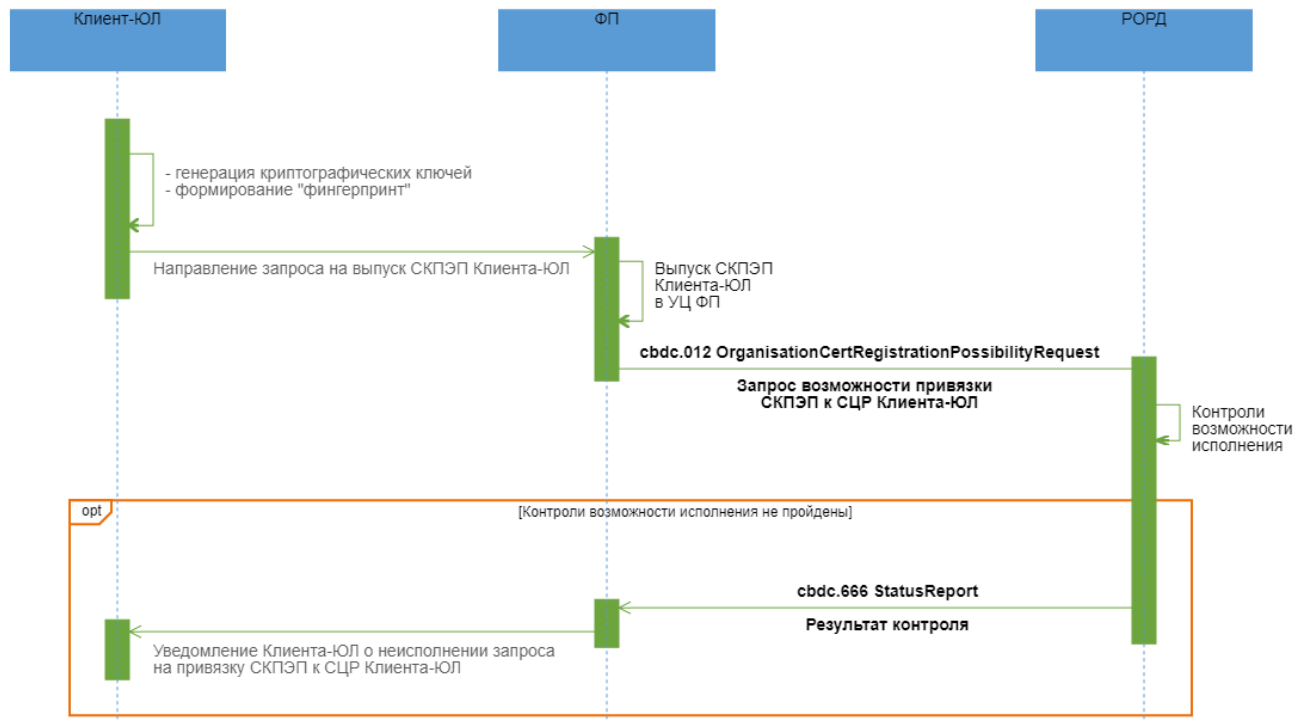 Клиент-ЮЛ
ФП
РОРД
- генерация криптографических ключей
- формирование "фингерпринт"
Направление запроса на выпуск СКПЭП Клиента-ЮЛ
Выпуск СКПЭП
Клиента-ЮЛ
в УЦ ФП
cbdc.012 OrganisationCertRegistrationPossibilityRequest
Запрос возможности привязки
СКПЭП к СЦР Клиента-ЮЛ
Контроли
возможности
исполнения
opt
[Контроли возможности исполнения не пройдены]
cbdc.666 StatusReport
Результат контроля
Уведомление Клиента-ЮЛ о неисполнении запроса
на привязку СКПЭП к СЦР Клиента-ЮЛ